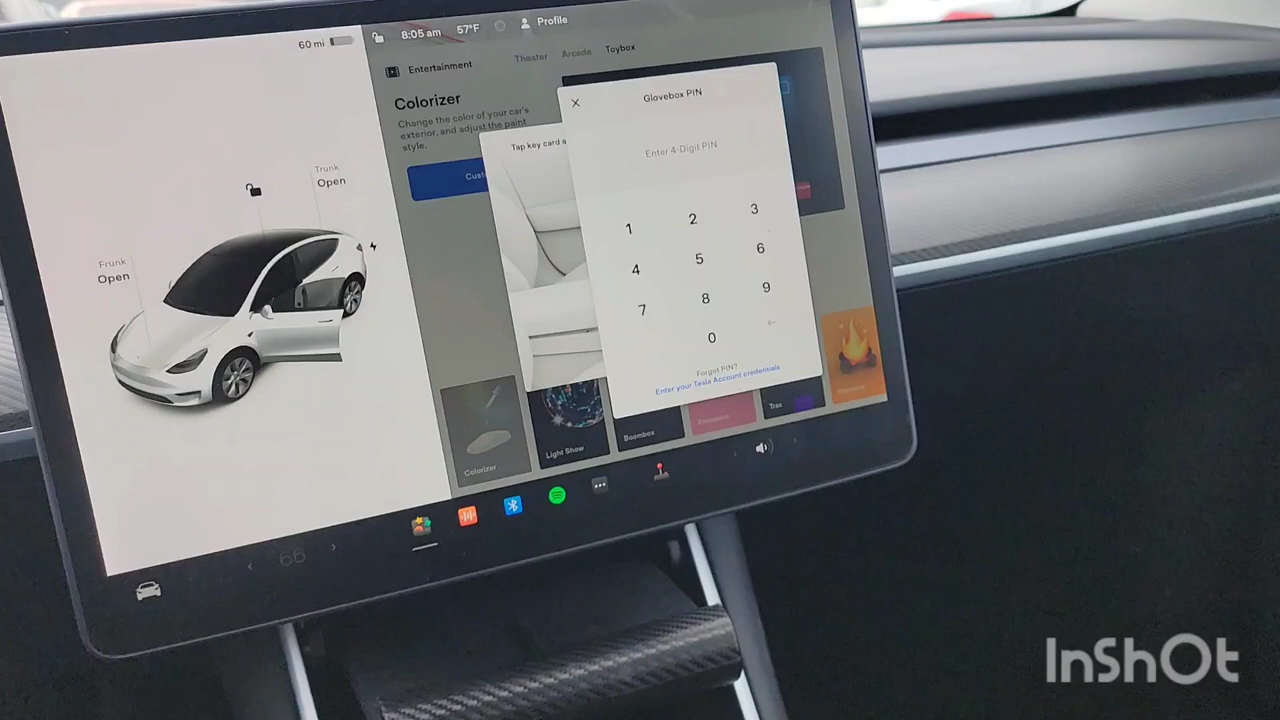 60 mi
8:05 am
57°F
Profile
Entertainment
Theater
Arcade
Toybox
Colorizer
Change the color of your car's
exterior, and adjust the paint
style.
Tap key card a
Glovebox PIN
Enter 4-Digit PIN
1
2
3
4
5
6
7
8
9
0
Forgot PIN?
Enter your Tesla Account credentials
Trunk
Open
Frunk
Open
Colorizer
Light Show
Boombox
Emissions
Trax
Romance
66
InShOt